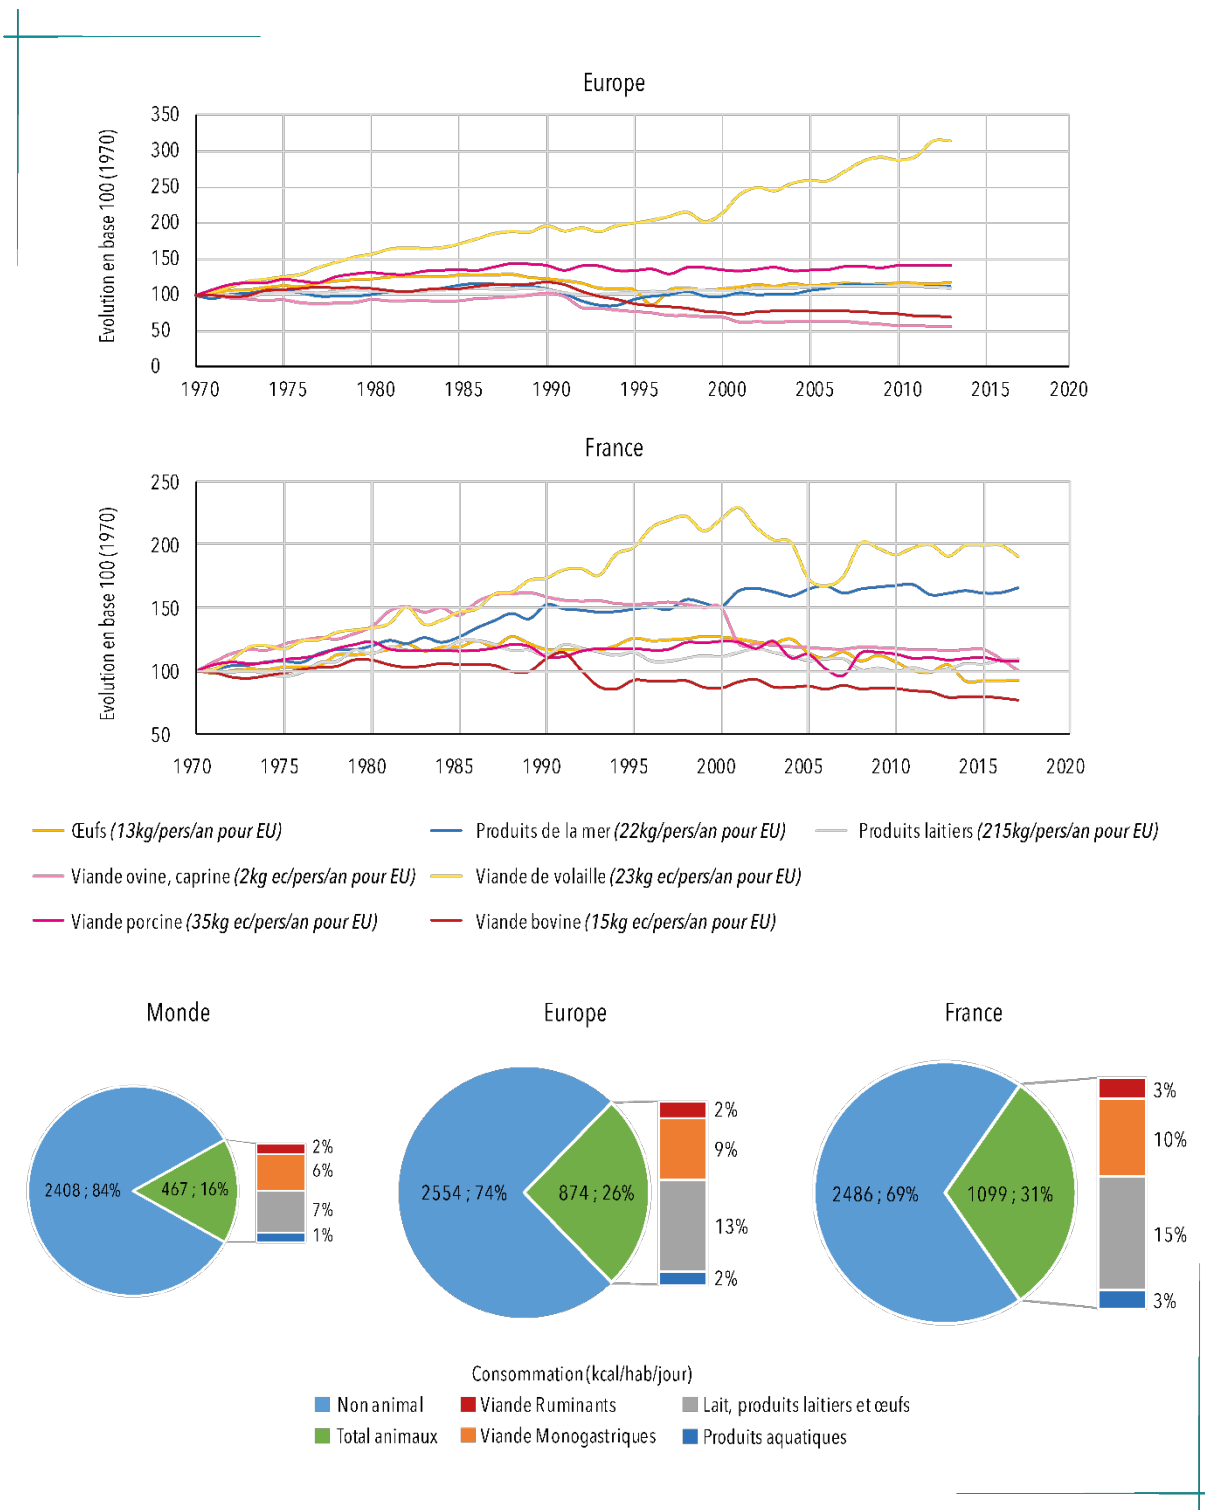 Europe
Evolution en base 100 (1970)
350
300
250
200
150
100
50
0
1970 1975 1980 1985 1990 1995 2000 2005 2010 2015 2020
France
Evolution en base 100 (1970)
250
200
150
100
50
1970 1975 1980 1985 1990 1995 2000 2005 2010 2015 2020
Œufs (13kg/pers/an pour EU) Produits de la mer (22kg/pers/an pour EU) Produits laitiers (215kg/pers/an pour EU)
Viande ovine, caprine (2kg ec/pers/an pour EU) Viande de volaille (23kg ec/pers/an pour EU)
Viande porcine (35kg ec/pers/an pour EU) Viande bovine (15kg ec/pers/an pour EU)
Monde
2408 ; 84%
467 ; 16%
2%
6%
7%
1%
Europe
2554 ; 74%
874 ; 26%
2%
9%
13%
2%
France
2486 ; 69%
1099 ; 31%
3%
10%
15%
3%
Consommation (kcal/hab/jour)
Non animal Viande Ruminants Lait, produits laitiers et œufs
Total animaux Viande Monogastriques Produits aquatiques